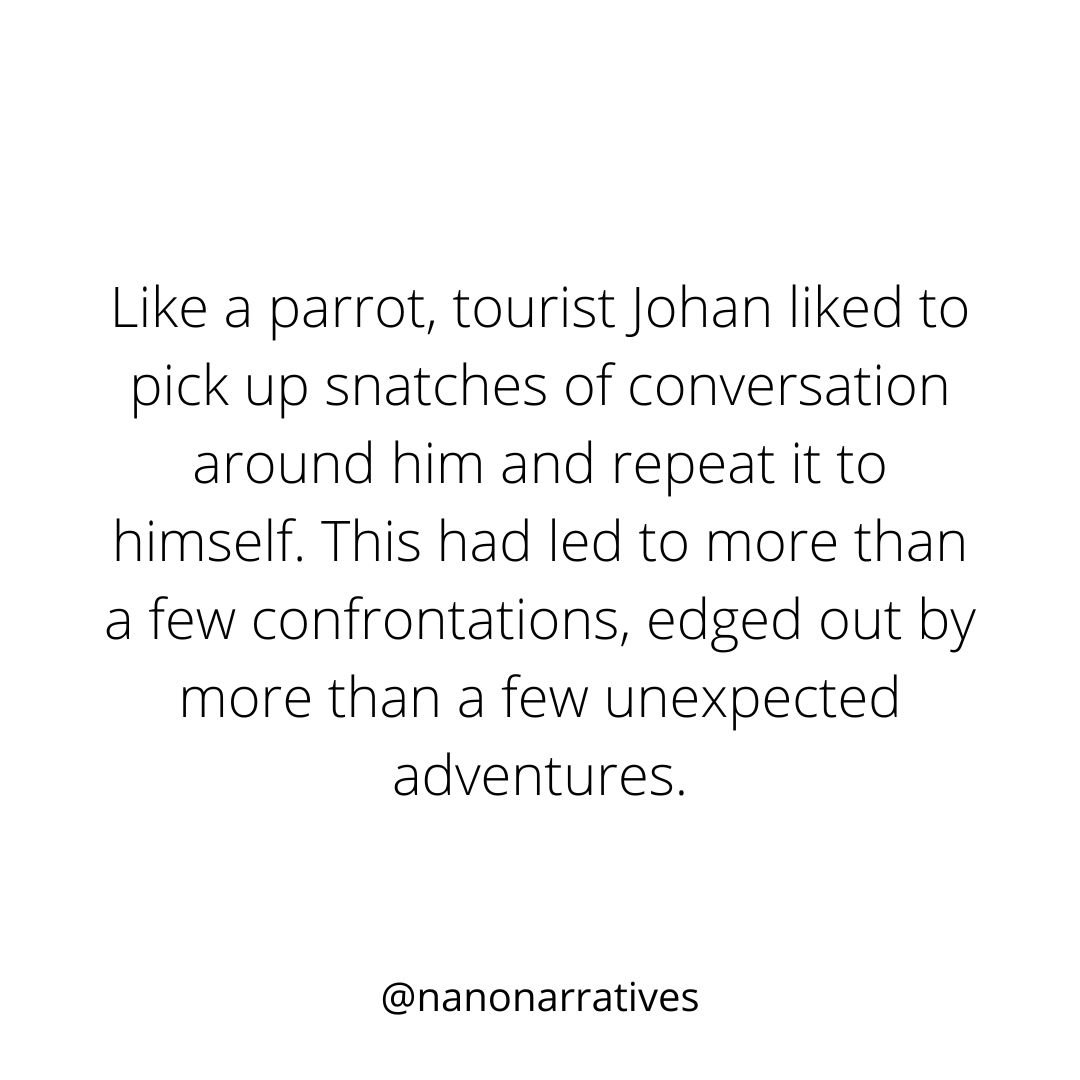 Like a parrot, tourist Johan liked to
pick up snatches of conversation
around him and repeat it to
himself. This had led to more than
a few confrontations, edged out by
more than a few unexpected
adventures.
@nanonarratives